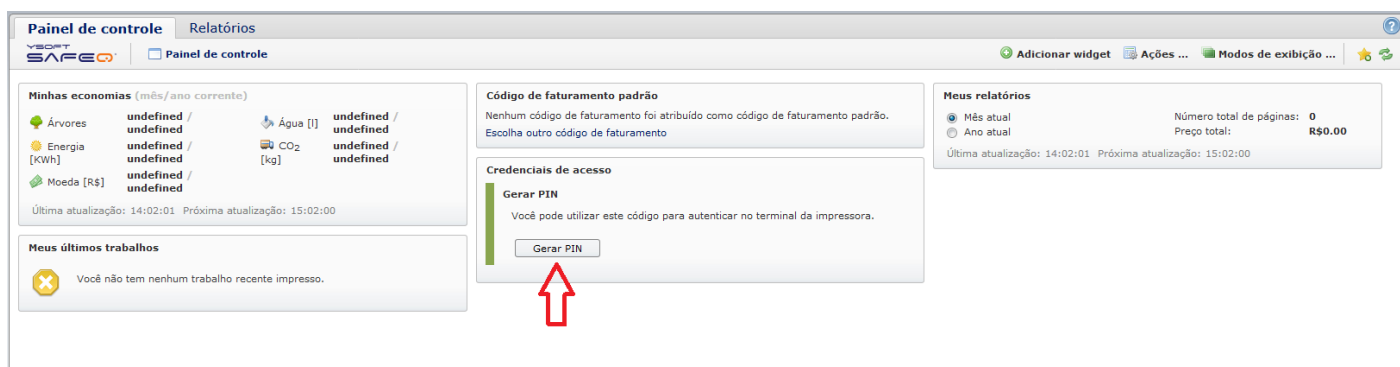 Painel de controle Relatórios
YSOFT
SAFEQ Painel de controle Adicionar widget Ações ... Modos de exibição ...
Minhas economias (mês/ano corrente)
Árvores undefined / undefined
Água [l] undefined / undefined
Energia [KWh] undefined / undefined
CO2 [kg] undefined / undefined
Moeda [R$] undefined / undefined
Última atualização: 14:02:01 Próxima atualização: 15:02:00
Meus últimos trabalhos
Você não tem nenhum trabalho recente impresso.
Código de faturamento padrão
Nenhum código de faturamento foi atribuído como código de faturamento padrão.
Escolha outro código de faturamento
Credenciais de acesso
Gerar PIN
Você pode utilizar este código para autenticar no terminal da impressora.
Gerar PIN
Meus relatórios
Mês atual
Ano atual
Número total de páginas: 0
Preço total: R$0.00
Última atualização: 14:02:01 Próxima atualização: 15:02:00